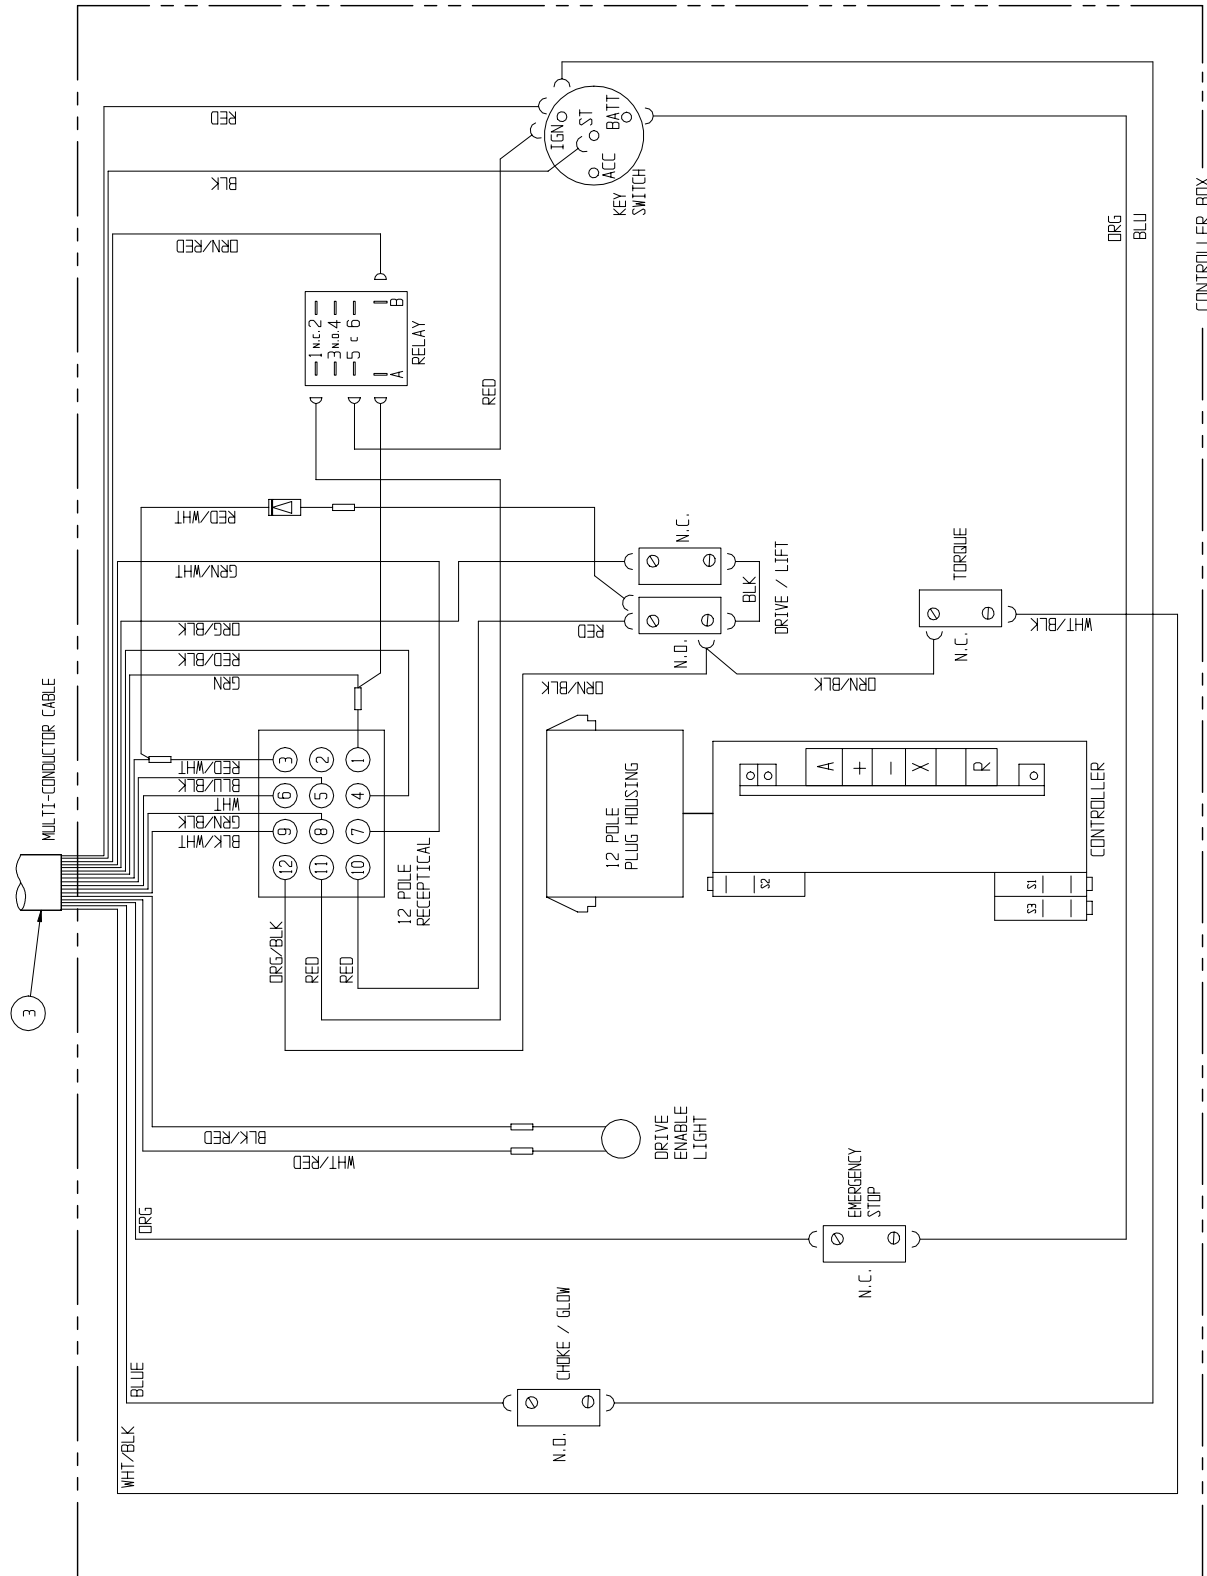 MULTI-CONDUCTOR CABLE
3
CONTROLLER BOX
WHT/BLK
BLUE
ORG
WHT/RED
BLK/RED
BLK/WHT
GRN/BLK
WHT
BLU/BLK
RED/WHT
GRN
RED/BLK
ORG/BLK
GRN/WHT
RED/WHT
ORN/RED
BLK
RED
12 POLE
RECEPTICAL
12 9 6 3
11 8 5 2
10 7 4 1
ORG/BLK
RED
RED
RELAY
1 N.C. 2
3 N.O. 4
5 C 6
A B
RED
KEY
SWITCH
IGN
ST
ACC
BATT
ORG
BLU
RED
N.O.
N.C.
BLK
DRIVE / LIFT
ORN/BLK
ORN/BLK
TORQUE
N.C.
WHT/BLK
12 POLE
PLUG HOUSING
CONTROLLER
A
+
−
X
R
S2
S1
S3
DRIVE
ENABLE
LIGHT
EMERGENCY
STOP
N.C.
CHOKE / GLOW
N.O.